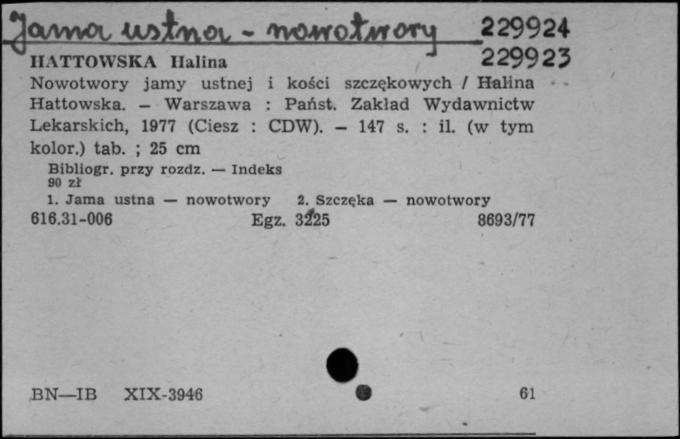 Jama ustna - nowotwory 229924
HATTOWSKA Halina 229923
Nowotwory jamy ustnej i kości szczękowych / Halina
Hattowska. — Warszawa : Państ. Zakład Wydawnictw
Lekarskich, 1977 (Ciesz : CDW). — 147 s. : il. (w tym
kolor.) tab. ; 25 cm
Bibliogr. przy rozdz. — Indeks
90 zł
1. Jama ustna — nowotwory 2. Szczęka — nowotwory
616.31-006 Egz. 3225 8693/77
BN—IB XIX-3946 61